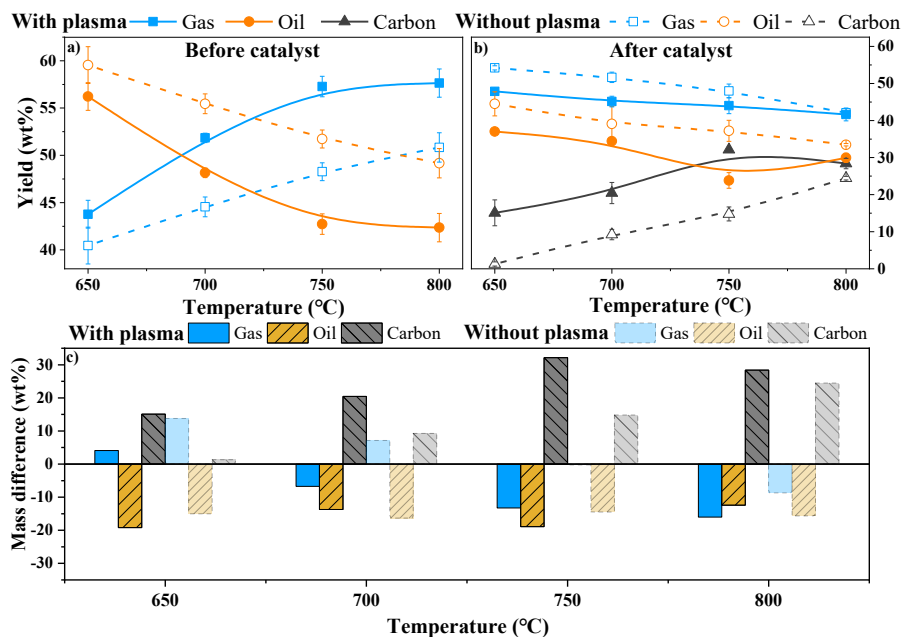 With plasma Gas Oil Carbon Without plasma Gas Oil Carbon
a) Before catalyst
60
55
50
45
40
Yield (wt%)
650 700 750 800
Temperature (℃)
b) After catalyst
60
50
40
30
20
10
0
650 700 750 800
Temperature (℃)
With plasma Gas Oil Carbon Without plasma Gas Oil Carbon
c)
30
20
10
0
-10
-20
-30
Mass difference (wt%)
650 700 750 800
Temperature (℃)